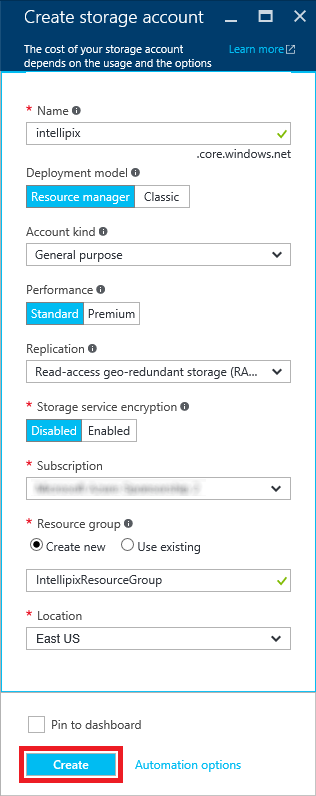 Create storage account
The cost of your storage account
depends on the usage and the options
Learn more
* Name
intellipix
.core.windows.net
Deployment model
Resource manager Classic
Account kind
General purpose
Performance
Standard Premium
Replication
Read-access geo-redundant storage (RA...
* Storage service encryption
Disabled Enabled
* Subscription
* Resource group
Create new Use existing
IntellipixResourceGroup
* Location
East US
Pin to dashboard
Create Automation options